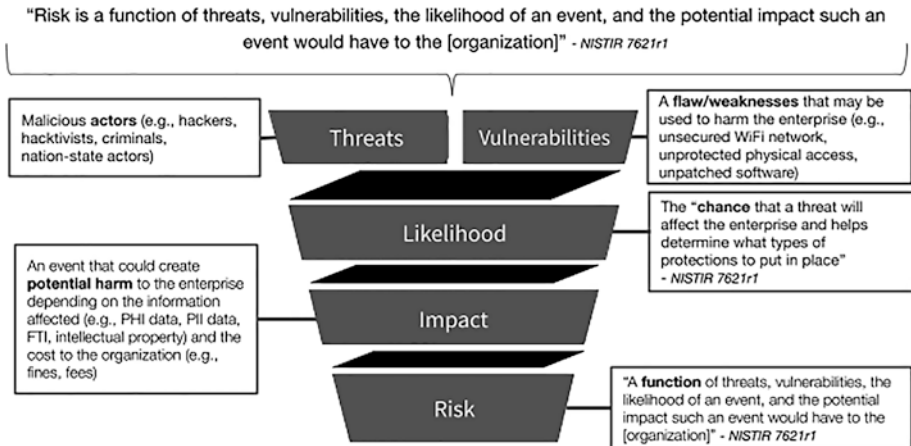 “Risk is a function of threats, vulnerabilities, the likelihood of an event, and the potential impact such an
event would have to the [organization]” - NISTIR 7621r1
Malicious actors (e.g., hackers,
hacktivists, criminals,
nation-state actors)
Threats
Vulnerabilities
A flaw/weaknesses that may be
used to harm the enterprise (e.g.,
unsecured WiFi network,
unprotected physical access,
unpatched software)
Likelihood
The “chance that a threat will
affect the enterprise and helps
determine what types of
protections to put in place”
- NISTIR 7621r1
An event that could create
potential harm to the enterprise
depending on the information
affected (e.g., PHI data, PII data,
FTI, intellectual property) and the
cost to the organization (e.g.,
fines, fees)
Impact
Risk
“A function of threats, vulnerabilities, the
likelihood of an event, and the potential
impact such an event would have to the
[organization]” - NISTIR 7621r1